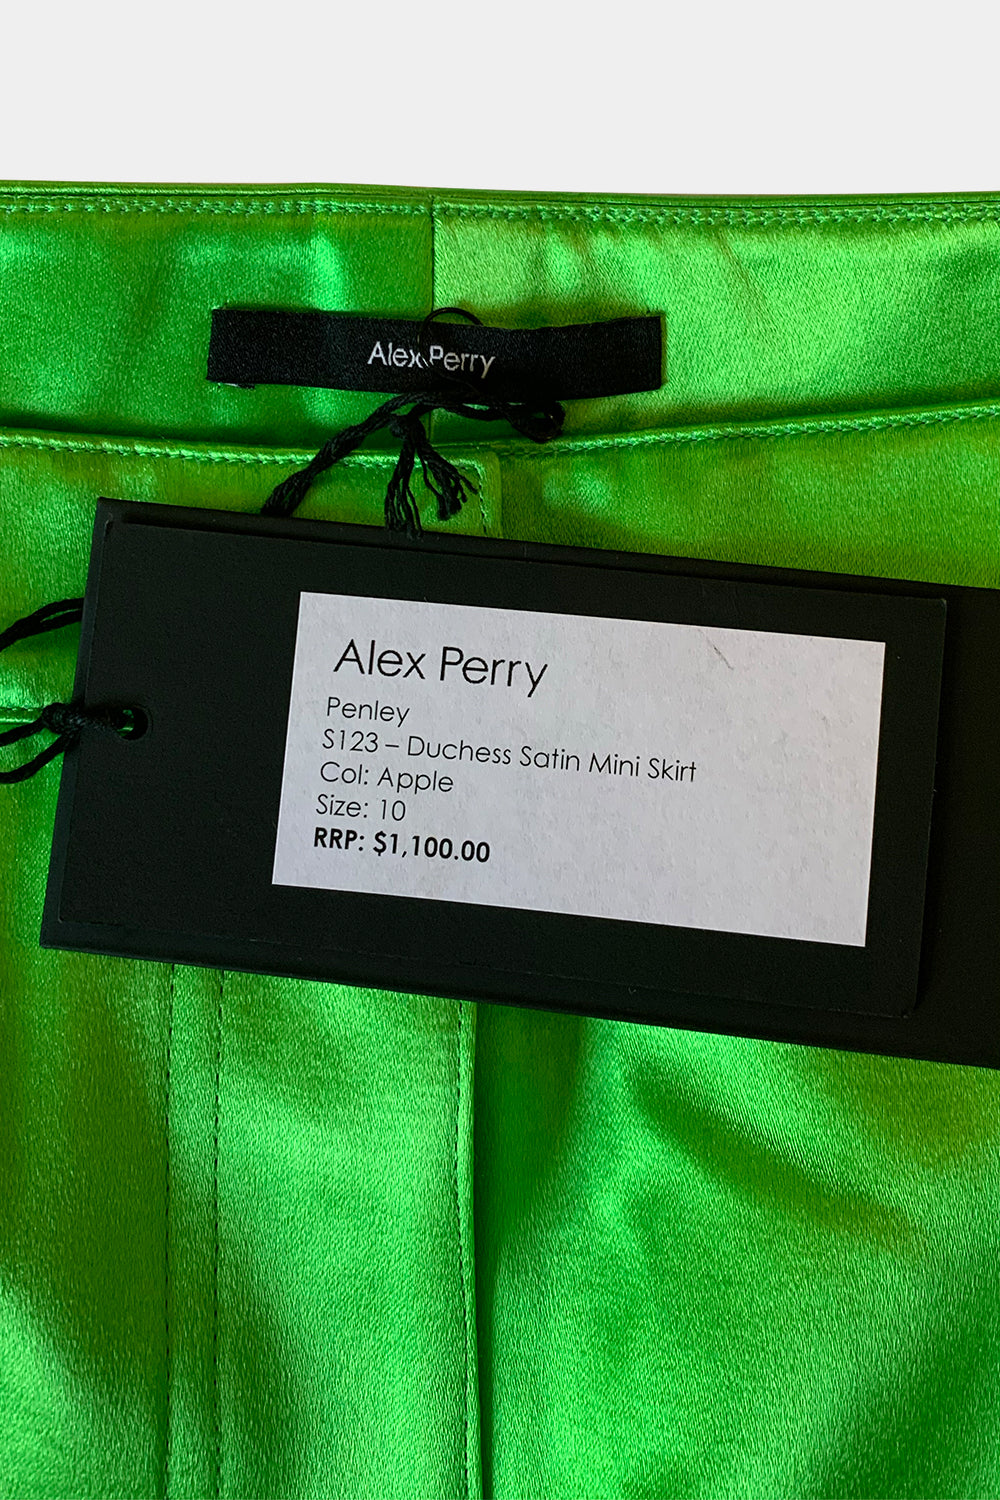 Alex Perry
Alex Perry
Penley
S123 – Duchess Satin Mini Skirt
Col: Apple
Size: 10
RRP: $1,100.00